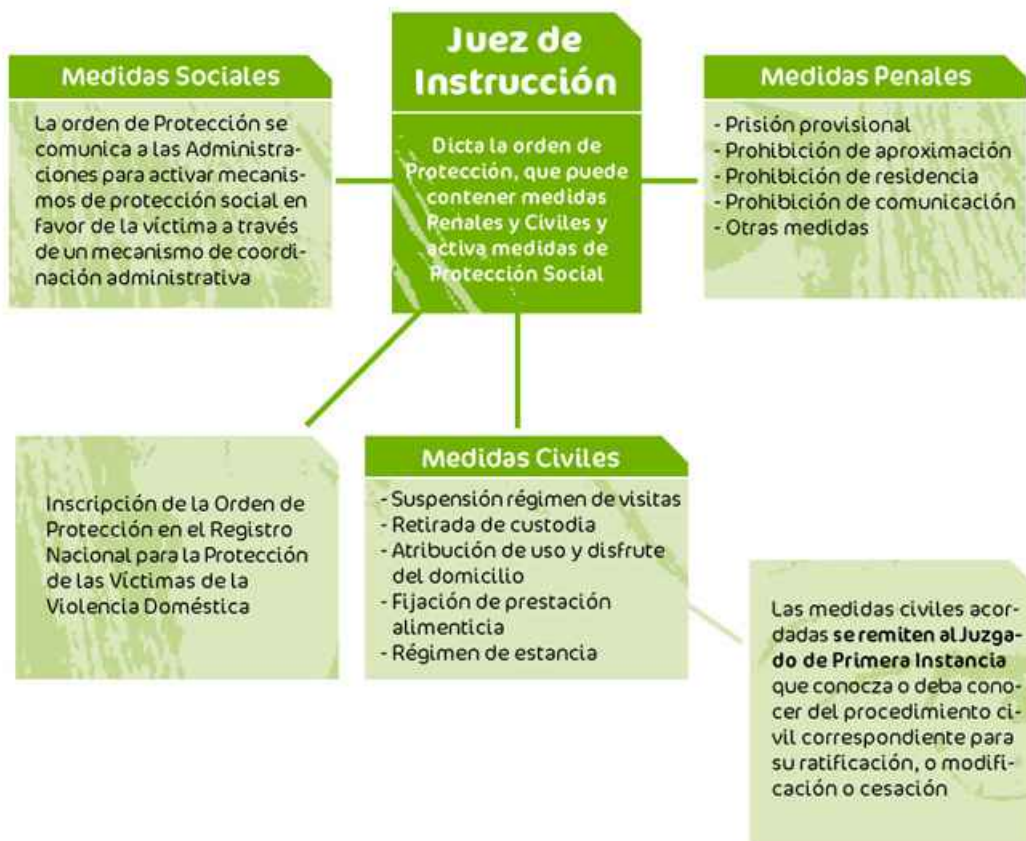 Juez de
Instrucción
Dicta la orden de
Protección, que puede
contener medidas
Penales y Civiles y
activa medidas de
Protección Social
Medidas Sociales
La orden de Protección se
comunica a las Administra-
ciones para activar mecanis-
mos de protección social en
favor de la víctima a través
de un mecanismo de coordi-
nación administrativa
Medidas Penales
- Prisión provisional
- Prohibición de aproximación
- Prohibición de residencia
- Prohibición de comunicación
- Otras medidas
Inscripción de la Orden de
Protección en el Registro
Nacional para la Protección
de las Víctimas de la
Violencia Doméstica
Medidas Civiles
- Suspensión régimen de visitas
- Retirada de custodia
- Atribución de uso y disfrute
del domicilio
- Fijación de prestación
alimenticia
- Régimen de estancia
Las medidas civiles acor-
dadas se remiten al Juzga-
do de Primera Instancia
que conocza o deba cono-
cer del procedimiento ci-
vil correspondiente para
su ratificación, o modifi-
cación o cesación